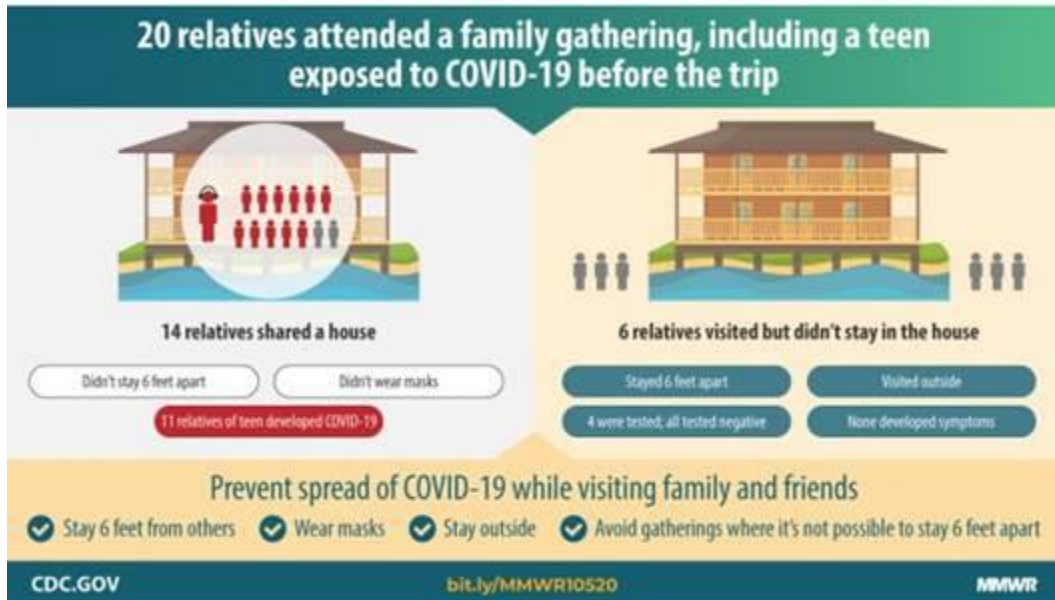 20 relatives attended a family gathering, including a teen
exposed to COVID-19 before the trip
14 relatives shared a house
Didn't stay 6 feet apart
Didn't wear masks
11 relatives of teen developed COVID-19
6 relatives visited but didn't stay in the house
Stayed 6 feet apart
Visited outside
4 were tested; all tested negative
None developed symptoms
Prevent spread of COVID-19 while visiting family and friends
Stay 6 feet from others
Wear masks
Stay outside
Avoid gatherings where it's not possible to stay 6 feet apart
CDC.GOV
bit.ly/MMWR10520
MMWR